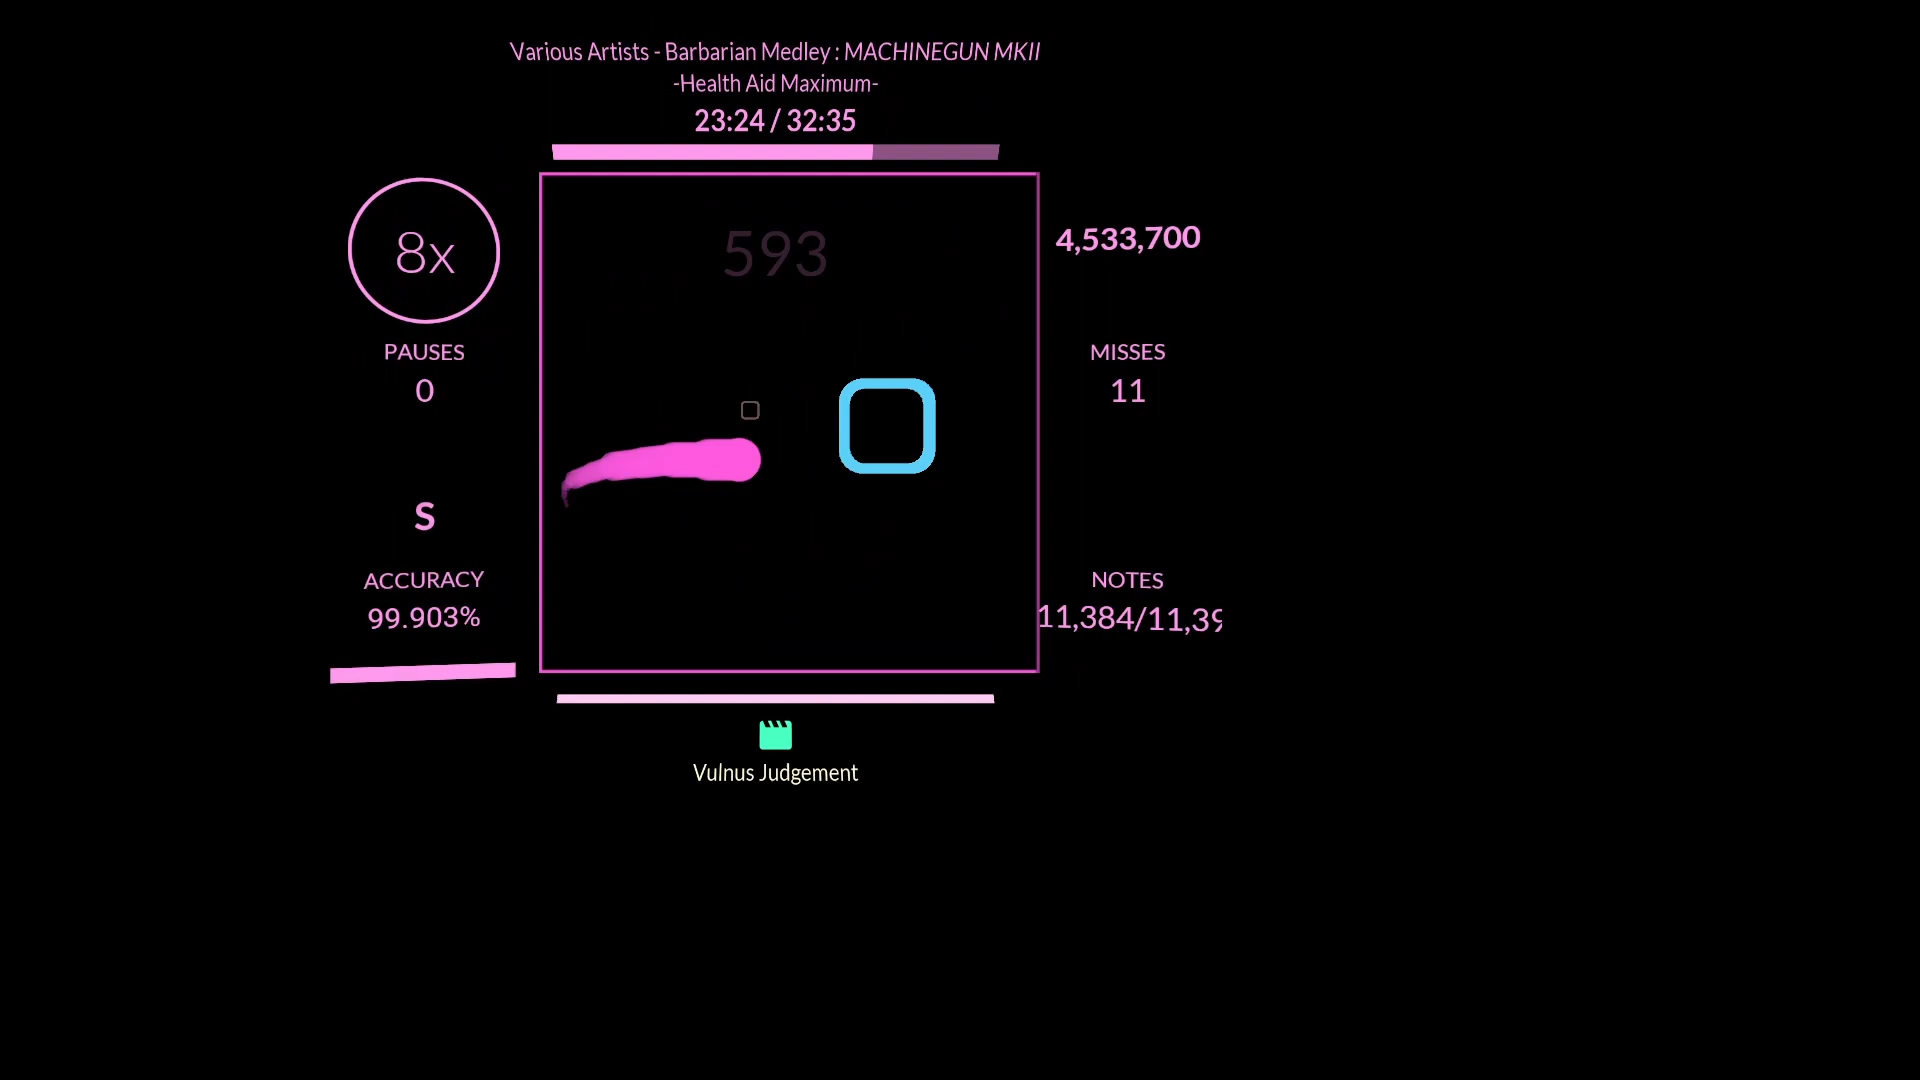 Various Artists - Barbarian Medley : MACHINEGUN MKII
-Health Aid Maximum-
23:24 / 32:35
8x
593
4,533,700
PAUSES
0
MISSES
11
S
ACCURACY
99.903%
NOTES
11,384/11,39
Vulnus Judgement